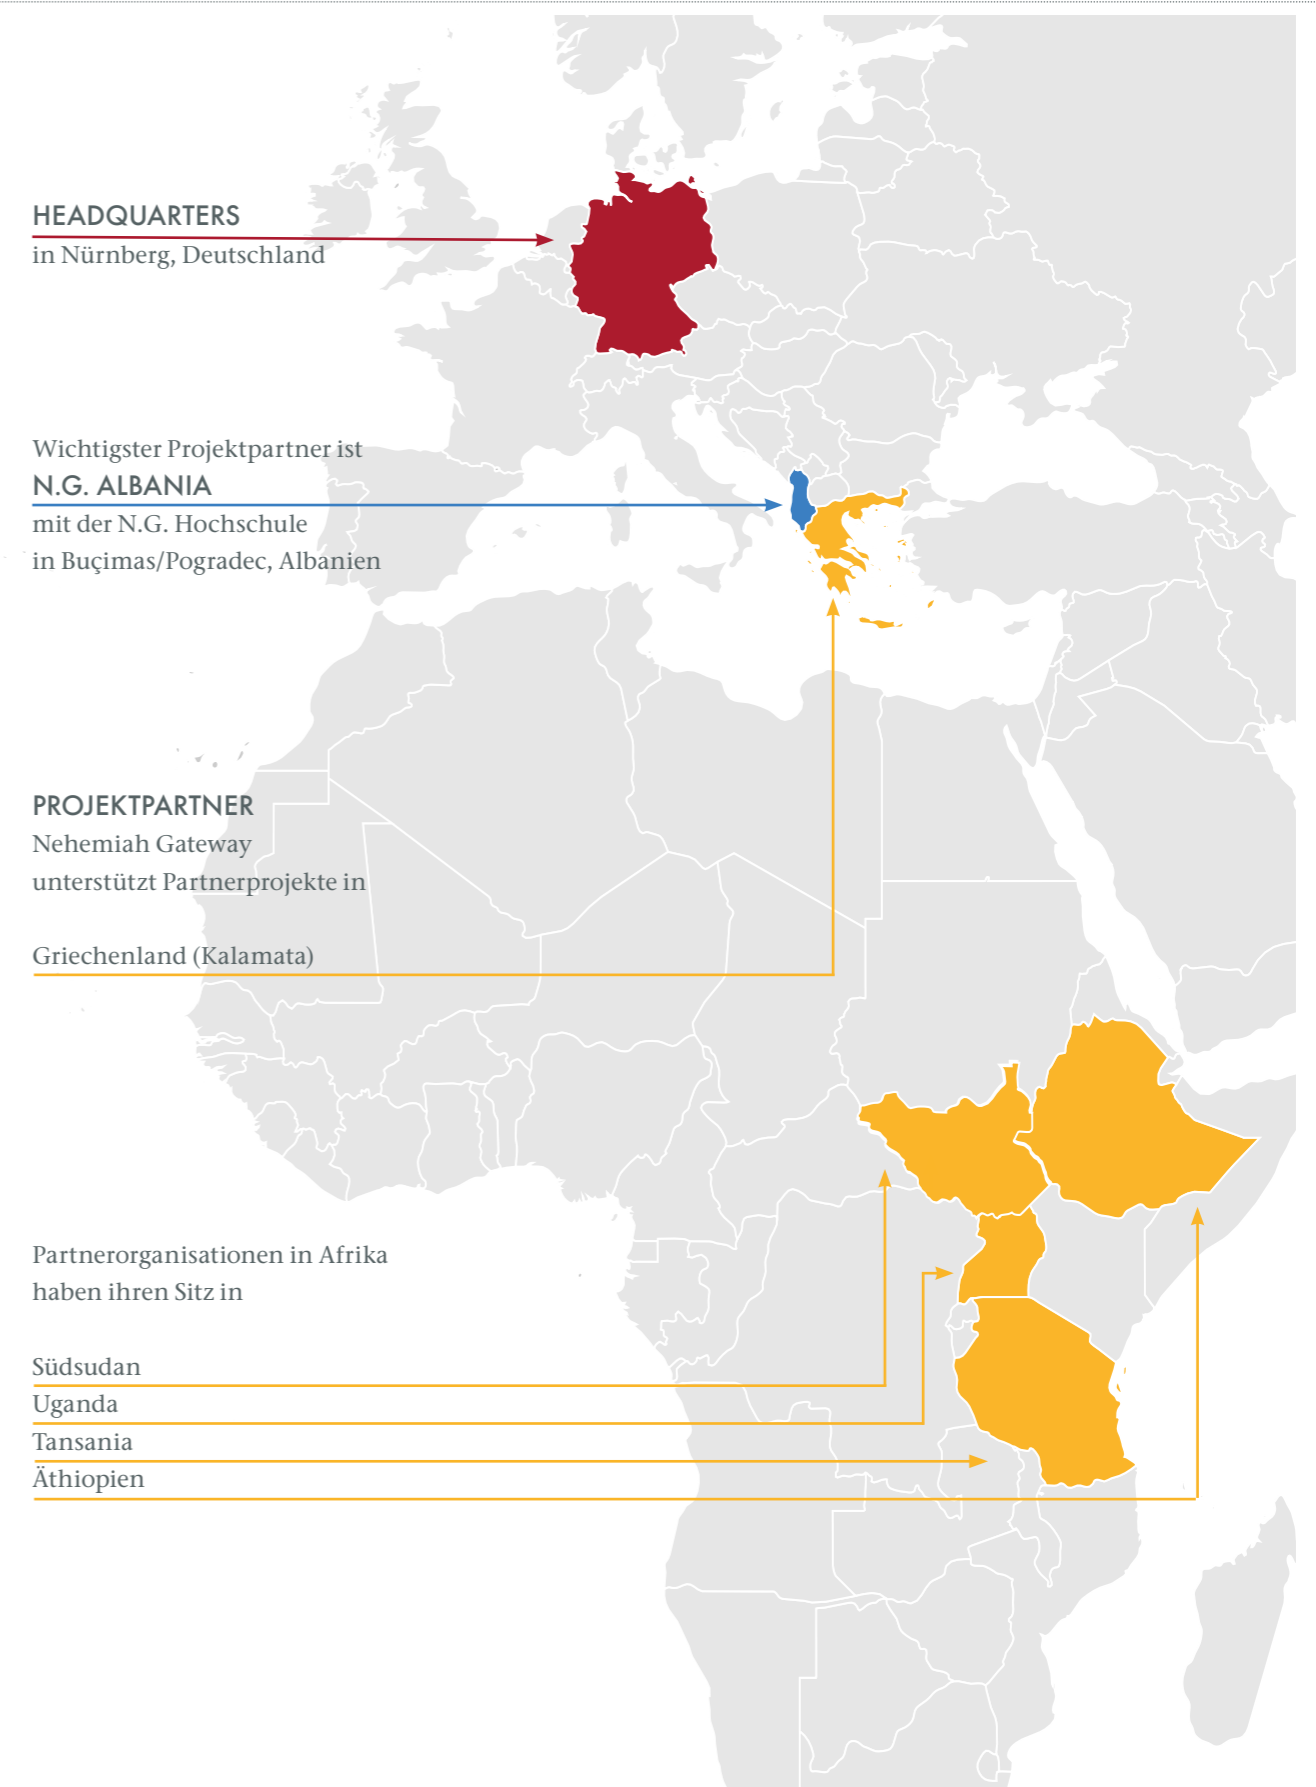 HEADQUARTERS
in Nürnberg, Deutschland
Wichtigster Projektpartner ist
N.G. ALBANIA
mit der N.G. Hochschule
in Buçimas/Pogradec, Albanien
PROJEKTPARTNER
Nehemiah Gateway
unterstützt Partnerprojekte in
Griechenland (Kalamata)
Partnerorganisationen in Afrika
haben ihren Sitz in
Südsudan
Uganda
Tansania
Äthiopien